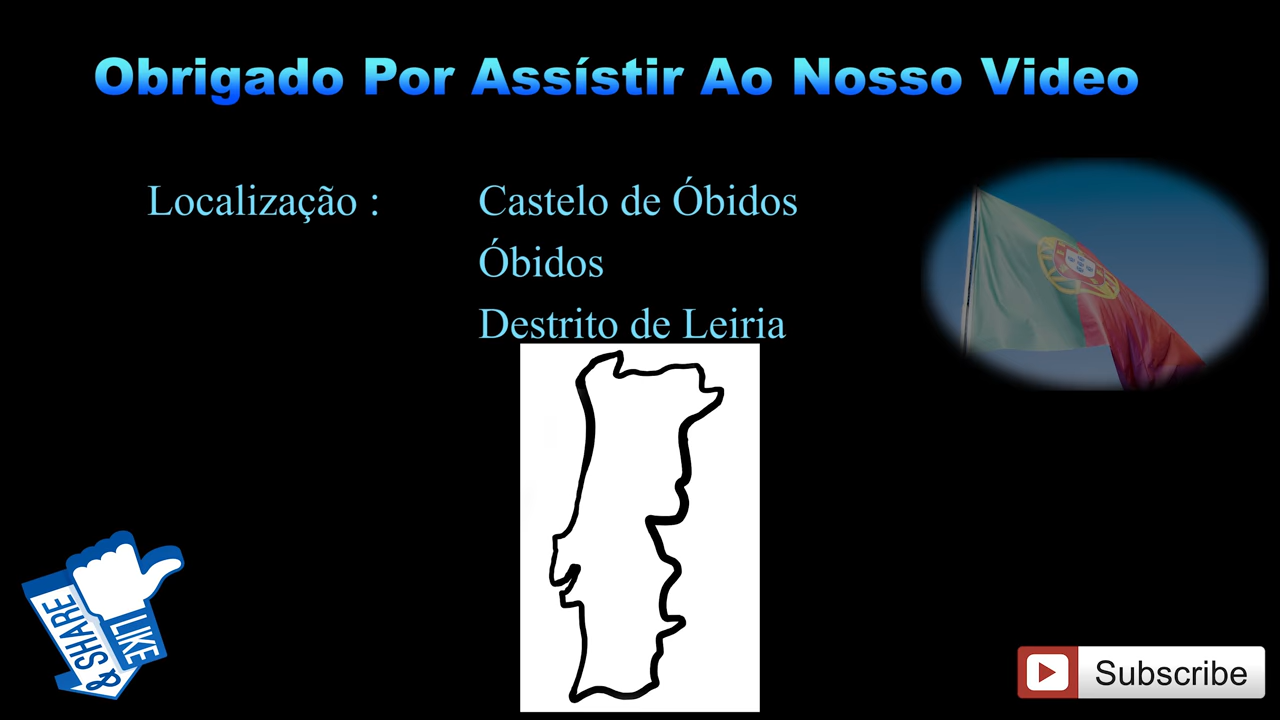 Obrigado Por Assístir Ao Nosso Video
Localização : Castelo de Óbidos
Óbidos
Destrito de Leiria
LIKE
& SHARE
Subscribe